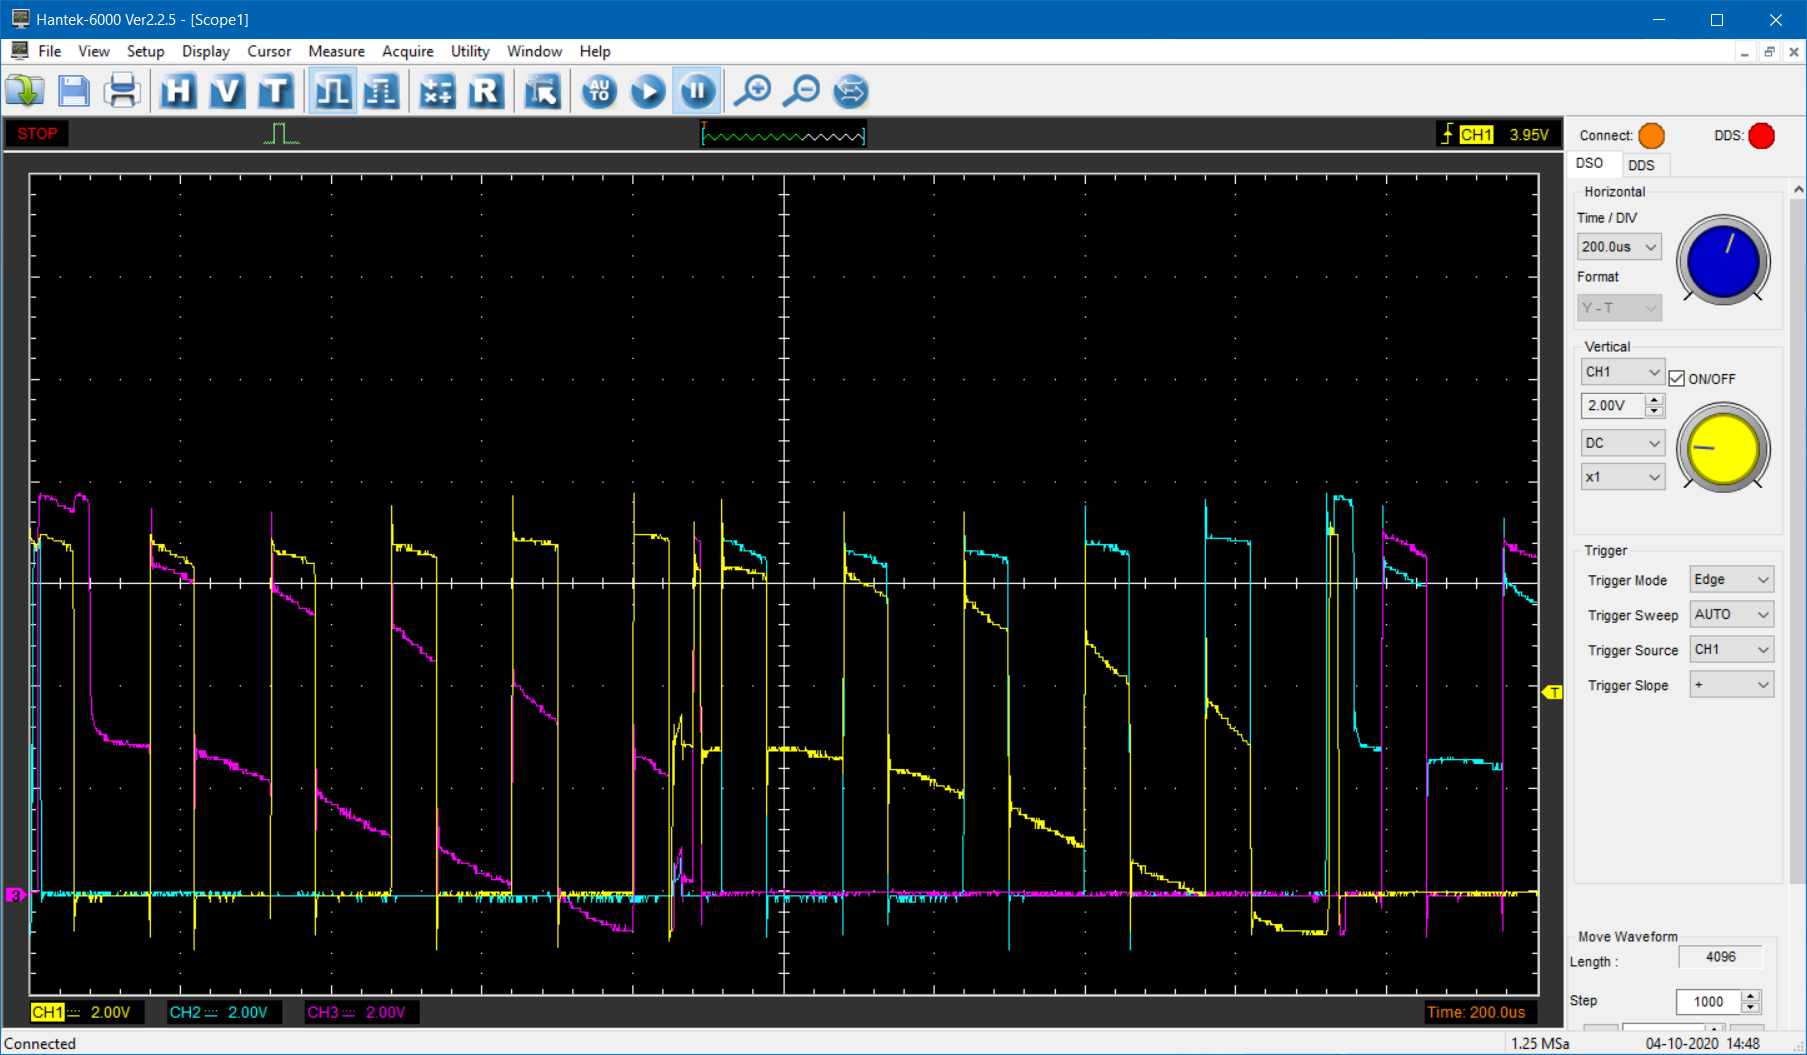 Hantek-6000 Ver2.2.5 - [Scope1]
File View Setup Display Cursor Measure Acquire Utility Window Help
H V T R AU TO
STOP
T
CH1 3.95V
Connect: DDS:
DSO DDS
Horizontal
Time / DIV
200.0us
Format
Y - T
Vertical
CH1 ON/OFF
2.00V
DC
x1
Trigger
Trigger Mode Edge
Trigger Sweep AUTO
Trigger Source CH1
Trigger Slope +
T
3
Move Waveform
Length : 4096
Step 1000
CH1 2.00V CH2 2.00V CH3 2.00V Time: 200.0us
Connected 1.25 MSa 04-10-2020 14:48